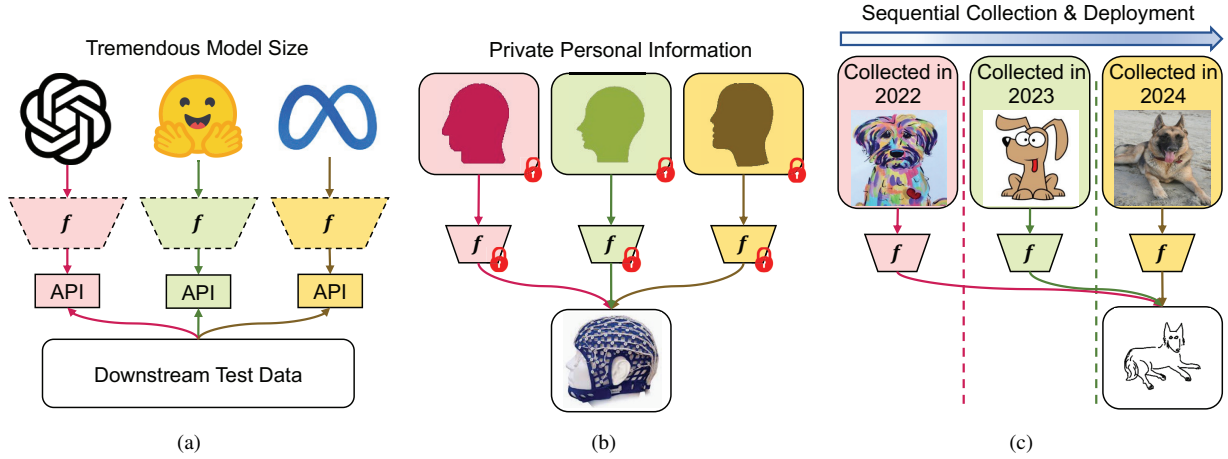 Tremendous Model Size
f
f
f
API
API
API
Downstream Test Data
(a)
Private Personal Information
f
f
f
(b)
Sequential Collection & Deployment
Collected in
2022
Collected in
2023
Collected in
2024
f
f
f
(c)